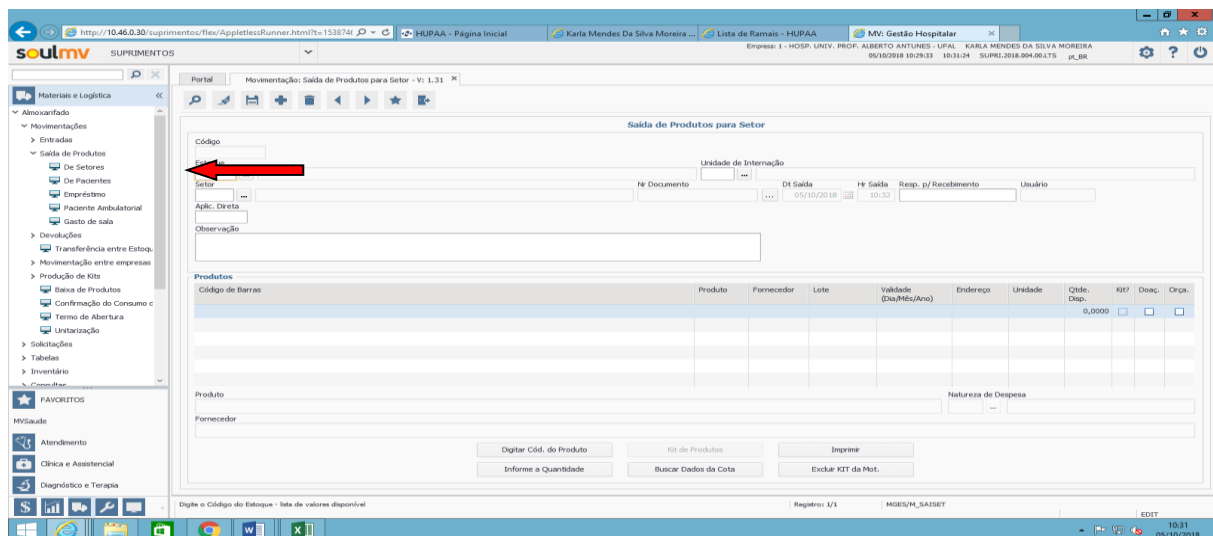 http://10.46.0.30/suprimentos/flex/AppletlessRunner.html?t=153874
HUPAA - Página Inicial
Karla Mendes Da Silva Moreira ...
Lista de Ramais - HUPAA
MV: Gestão Hospitalar
soulmv
SUPRIMENTOS
Empresa: 1 - HOSP. UNIV. PROF. ALBERTO ANTUNES - UFAL KARLA MENDES DA SILVA MOREIRA
05/10/2018 10:29:33 10:31:24 SUPRI.2018.004.00.LTS pt_BR
Portal
Movimentação: Saída de Produtos para Setor - V: 1.31
Materiais e Logística
Almoxarifado
Movimentações
Entradas
Saída de Produtos
De Setores
De Pacientes
Empréstimo
Paciente Ambulatorial
Gasto de sala
Devoluções
Transferência entre Estoqu
Movimentação entre empresas
Produção de Kits
Baixa de Produtos
Confirmação do Consumo d
Termo de Abertura
Unitarização
Solicitações
Tabelas
Inventário
Consultas
FAVORITOS
MVSaude
Atendimento
Clínica e Assistencial
Diagnóstico e Terapia
Saída de Produtos para Setor
Código
Unidade de Internação
Setor
Nr Documento
Dt Saída
Hr Saída
Resp. p/ Recebimento
Usuário
05/10/2018
10:32
Aplic. Direta
Observação
Produtos
Código de Barras
Produto
Fornecedor
Lote
Validade
(Dia/Mês/Ano)
Endereço
Unidade
Qtde.
Disp.
Kit?
Doaç.
Orça.
0,0000
Produto
Natureza de Despesa
Fornecedor
Digitar Cód. do Produto
Kit de Produtos
Imprimir
Informe a Quantidade
Buscar Dados da Cota
Excluir KIT da Mot.
Digite o Código do Estoque - lista de valores disponível
Registro: 1/1
MGES/M_SAISET
EDIT
10:31
05/10/2018